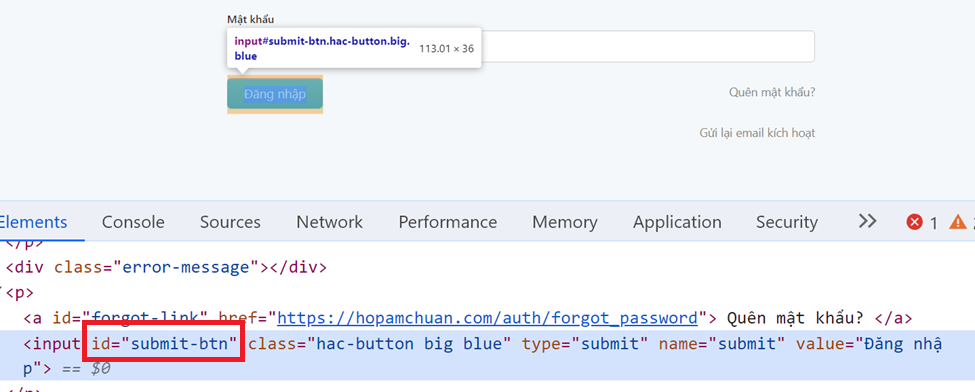 Mật khẩu
input#submit-btn.hac-button.big.
blue
113.01 × 36
Đăng nhập
Quên mật khẩu?
Gửi lại email kích hoạt
Elements Console Sources Network Performance Memory Application Security >> 1
</p>
<div class="error-message"></div>
<p>
<a id="forgot-link" href="https://hopamchuan.com/auth/forgot_password"> Quên mật khẩu? </a>
<input id="submit-btn" class="hac-button big blue" type="submit" name="submit" value="Đăng nhậ
p"> == $0
</p>